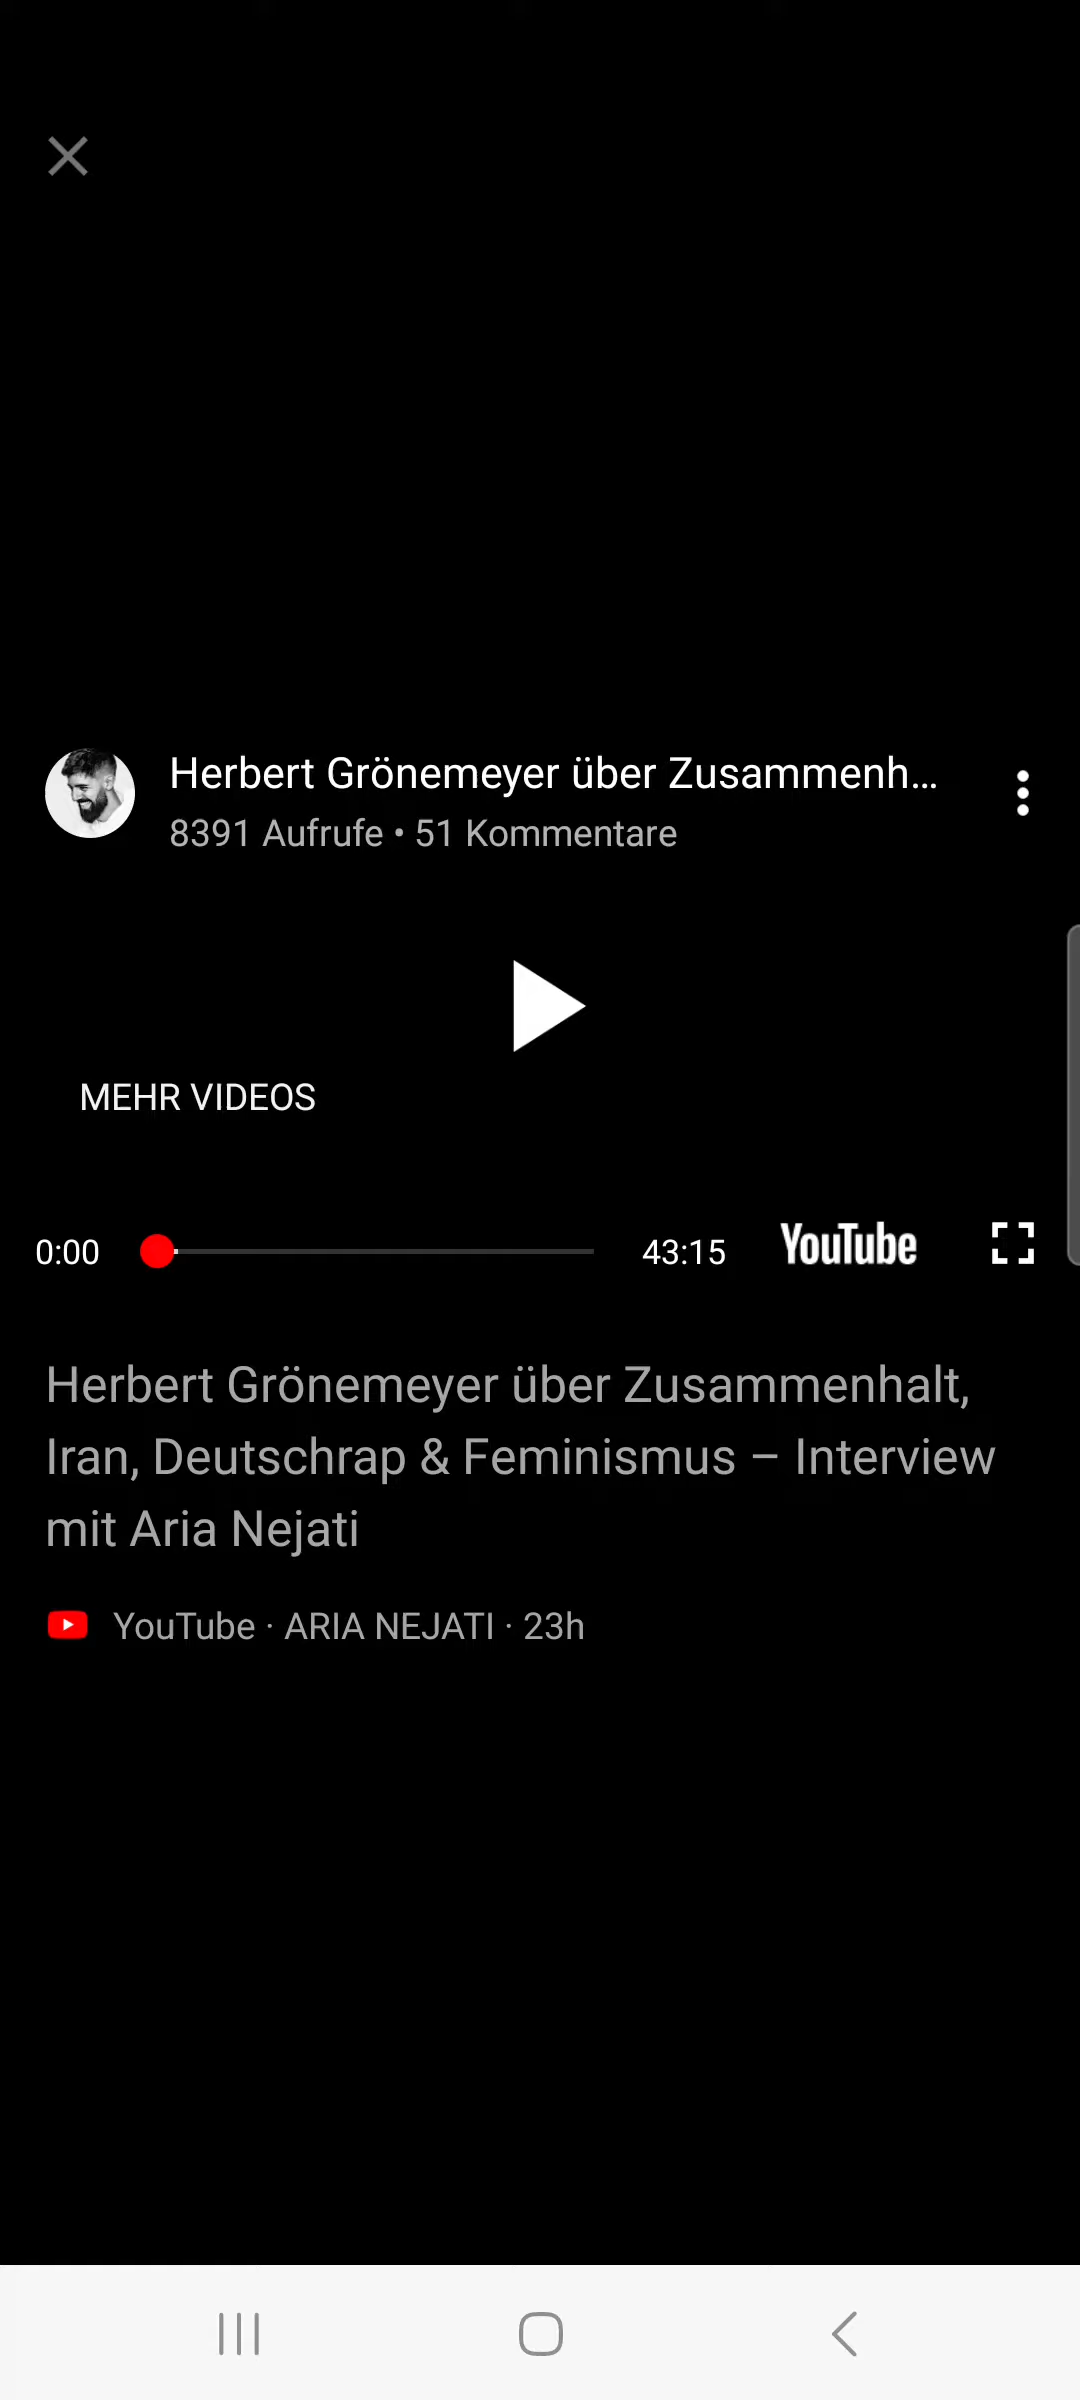 Herbert Grönemeyer über Zusammenh...
8391 Aufrufe • 51 Kommentare
MEHR VIDEOS
0:00
43:15
YouTube
Herbert Grönemeyer über Zusammenhalt,
Iran, Deutschrap & Feminismus – Interview
mit Aria Nejati
YouTube · ARIA NEJATI · 23h